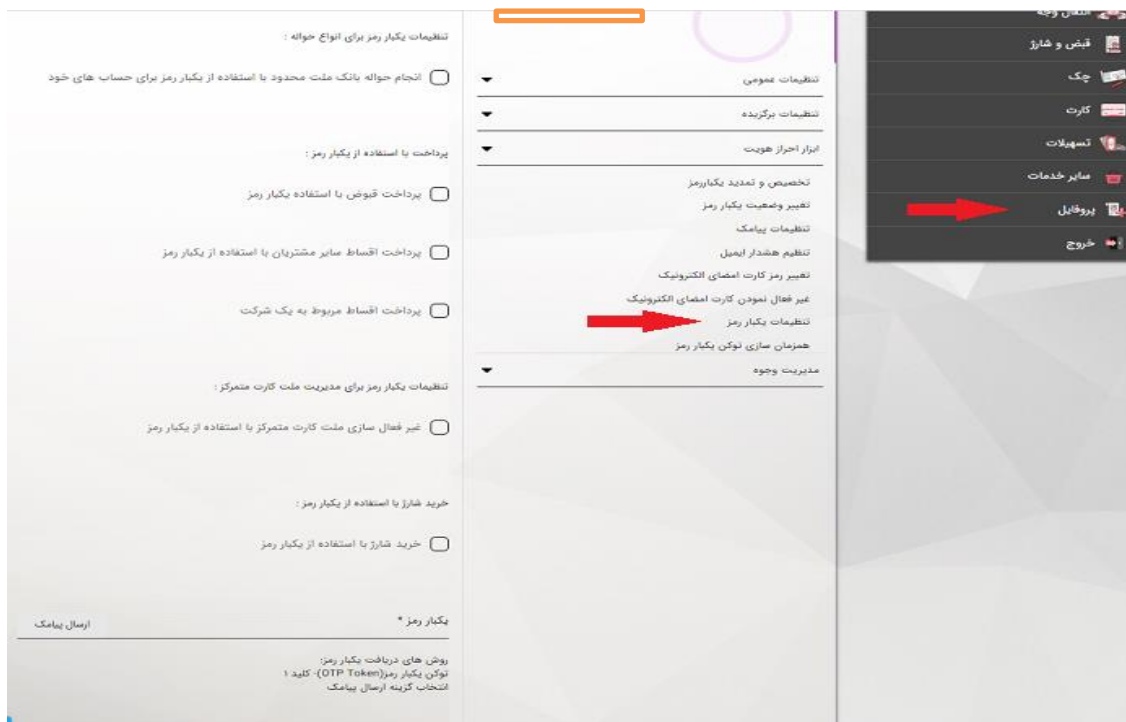 انتقال وجه
قبض و شارژ
چک
کارت
تسهیلات
سایر خدمات
پروفایل
خروج
تنظیمات عمومی
تنظیمات برگزیده
ابزار احراز هویت
تخصیص و تمدید یکباررمز
تغییر وضعیت یکبار رمز
تنظیمات پیامک
تنظیم هشدار ایمیل
تغییر رمز کارت امضای الکترونیک
غیر فعال نمودن کارت امضای الکترونیک
تنظیمات یکبار رمز
همزمان سازی توکن یکبار رمز
مدیریت وجوه
تنظیمات یکبار رمز برای انواع حواله :
انجام حواله بانک ملت محدود با استفاده از یکبار رمز برای حساب های خود
پرداخت با استفاده از یکبار رمز :
پرداخت قبوض با استفاده یکبار رمز
پرداخت اقساط سایر مشتریان با استفاده از یکبار رمز
پرداخت اقساط مربوط به یک شرکت
تنظیمات یکبار رمز برای مدیریت ملت کارت متمرکز :
غیر فعال سازی ملت کارت متمرکز با استفاده از یکبار رمز
خرید شارژ با استفاده از یکبار رمز :
خرید شارژ با استفاده از یکبار رمز
یکبار رمز *
ارسال پیامک
روش های دریافت یکبار رمز:
توکن یکبار رمز(OTP Token)- کلید ۱
انتخاب گزینه ارسال پیامک